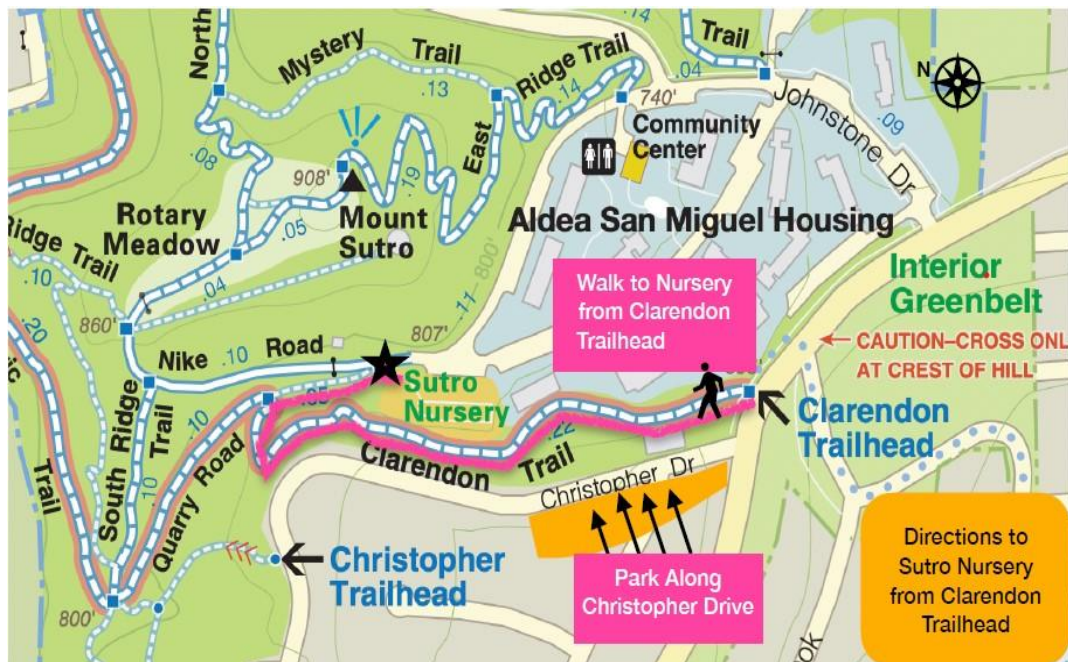 North
Mystery
Trail
.13
Ridge Trail
.14
.14
Trail
.04
740'
N
Johnstone Dr
.09
Community
Center
.08
908'
.19
East
Rotary
Meadow
.05
Mount
Sutro
Aldea San Miguel Housing
Ridge Trail
.10
.04
800'
Walk to Nursery
from Clarendon
Trailhead
Interior
Greenbelt
860'
807'
CAUTION–CROSS ONL
AT CREST OF HILL
.20
Nike
.10
Road
Sutro
Nursery
Clarendon
Trailhead
South Ridge
Trail
.10
.10
Quarry Road
Trail
Clarendon
.22
Trail
Christopher Dr
Christopher
Trailhead
800'
Park Along
Christopher Drive
Directions to
Sutro Nursery
from Clarendon
Trailhead
ok